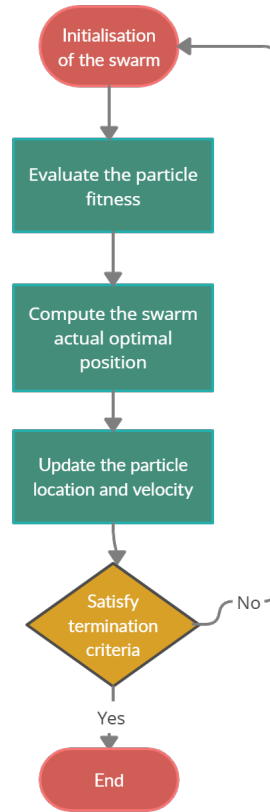 Initialisation
of the swarm
Evaluate the particle
fitness
Compute the swarm
actual optimal
position
Update the particle
location and velocity
Satisfy
termination
criteria
No
Yes
End